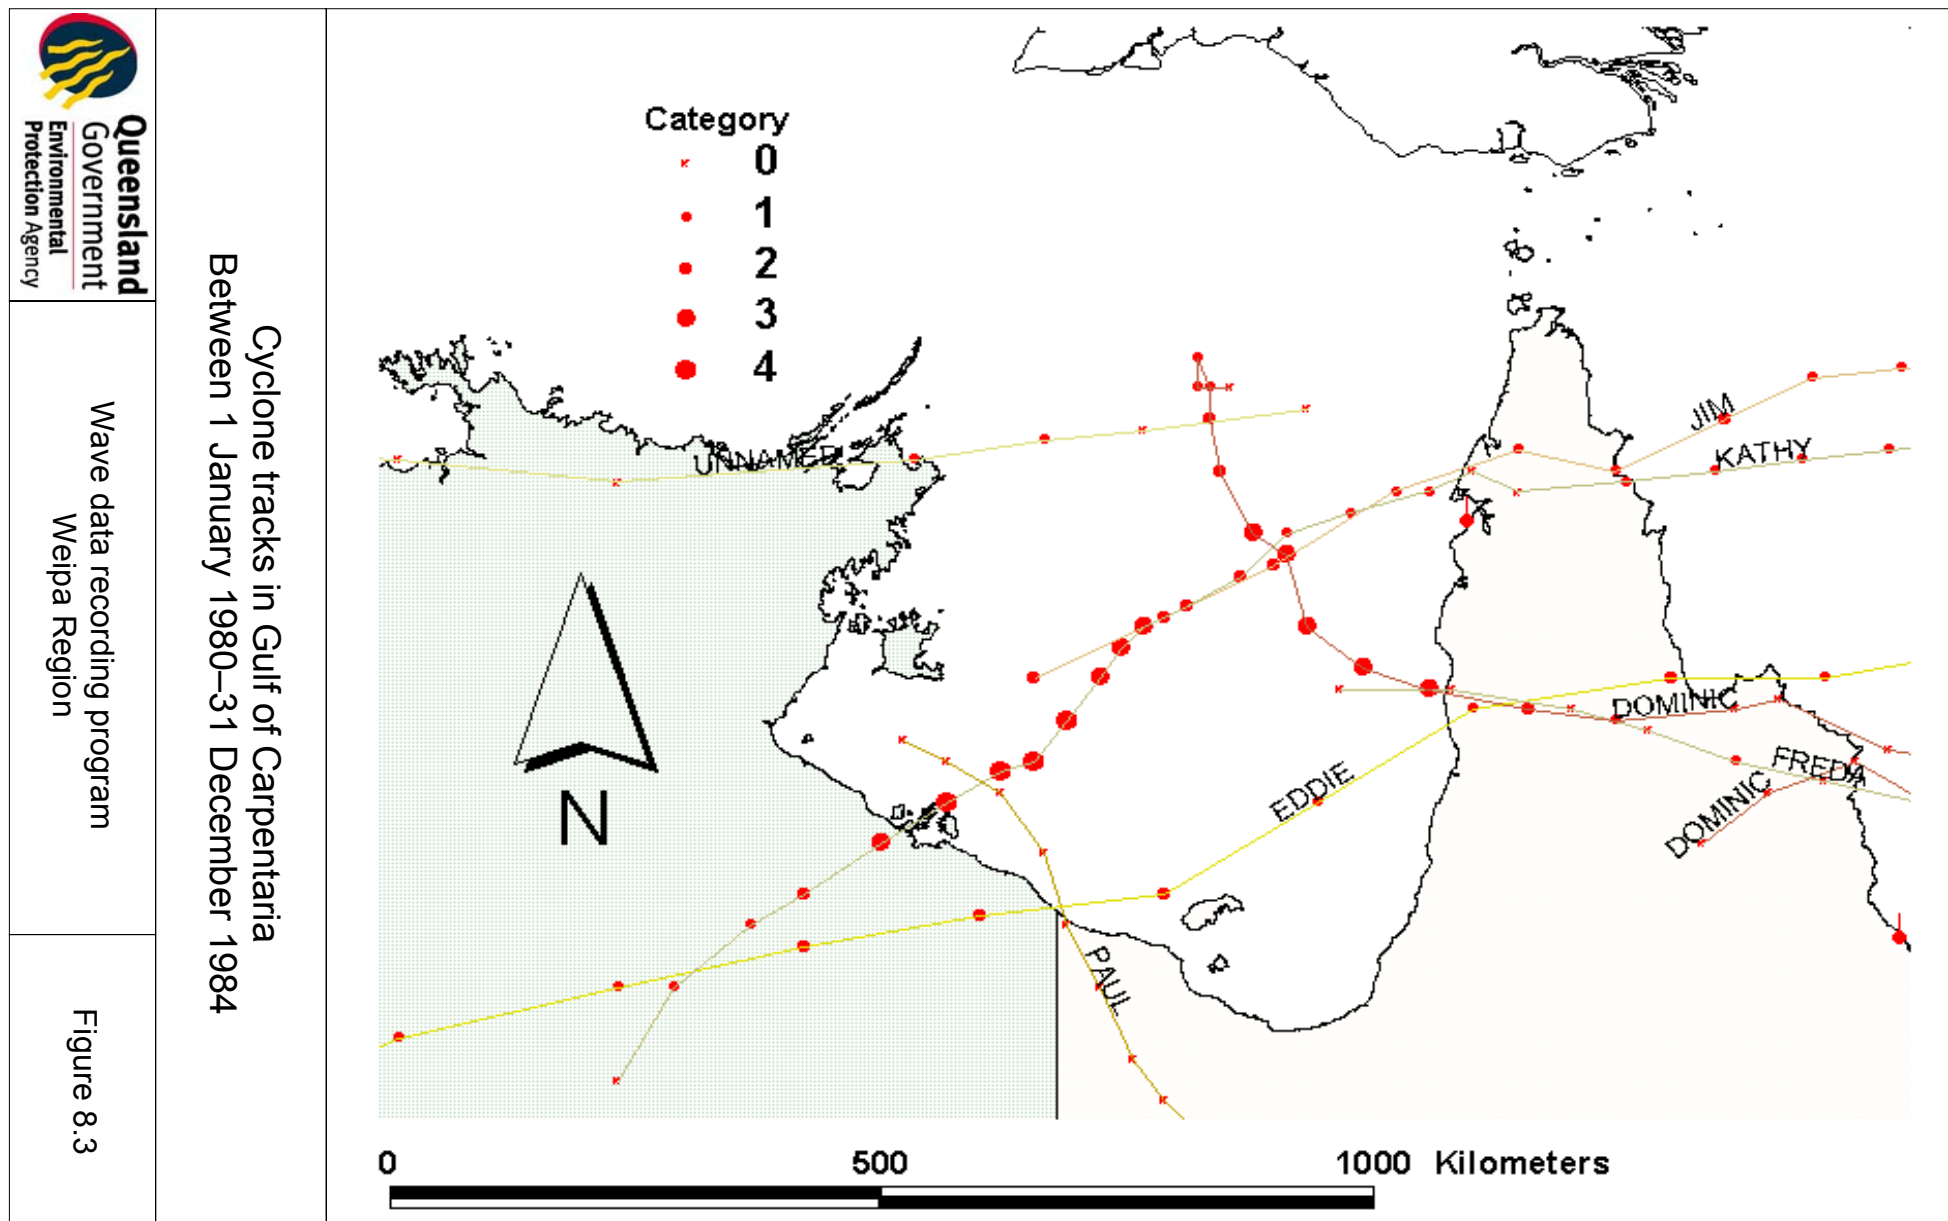 Queensland
Government
Environmental
Protection Agency
Wave data recording program
Weipa Region
Figure 8.3
Cyclone tracks in Gulf of Carpentaria
Between 1 January 1980–31 December 1984
Category
0
1
2
3
4
UNNAMED
JIM
KATHY
DOMINIC
FREDA
DOMINIC
EDDIE
PAUL
N
0 500 1000 Kilometers